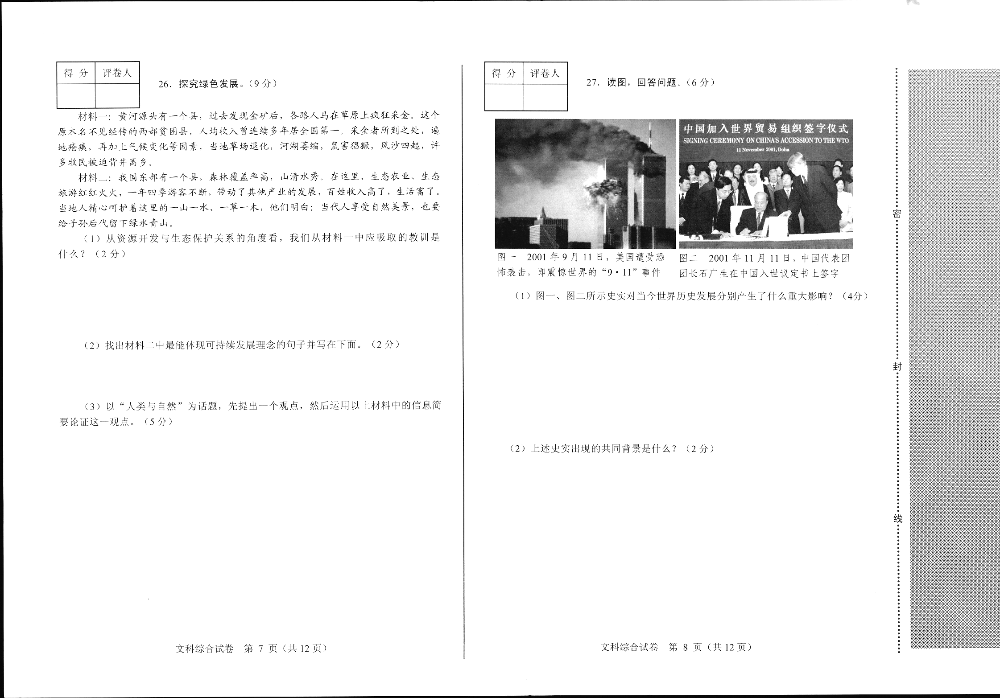 得 分 评卷人
26．探究绿色发展。（9 分）
材料一：黄河源头有一个县，过去发现金矿后，各路人马在草原上疯狂采金。这个
原本名不见经传的西部贫困县，人均收入曾连续多年居全国第一。采金者所到之处，遍
地疮痍，再加上气候变化等因素，当地草场退化，河湖萎缩，鼠害猖獗，风沙四起，许
多牧民被迫背井离乡。
材料二：我国东部有一个县，森林覆盖率高，山清水秀。在这里，生态农业、生态
旅游红红火火，一年四季游客不断，带动了其他产业的发展，百姓收入高了，生活富了。
当地人精心呵护着这里的一山一水、一草一木，他们明白：当代人享受自然美景，也要
给子孙后代留下绿水青山。
（1）从资源开发与生态保护关系的角度看，我们从材料一中应吸取的教训是
什么？（2 分）
（2）找出材料二中最能体现可持续发展理念的句子并写在下面。（2 分）
（3）以“人类与自然”为话题，先提出一个观点，然后运用以上材料中的信息简
要论证这一观点。（5 分）
文科综合试卷 第 7 页（共 12 页）
得 分 评卷人
27．读图，回答问题。（6 分）
中国加入世界贸易组织签字仪式
SIGNING CEREMONY ON CHINA'S ACCESSION TO THE WTO
11 November 2001, Doha
图一 2001 年 9 月 11 日，美国遭受恐
怖袭击，即震惊世界的“9·11”事件
图二 2001 年 11 月 11 日，中国代表团
团长石广生在中国入世议定书上签字
（1）图一、图二所示史实对当今世界历史发展分别产生了什么重大影响？（4分）
（2）上述史实出现的共同背景是什么？（2 分）
文科综合试卷 第 8 页（共 12 页）
密
封
线